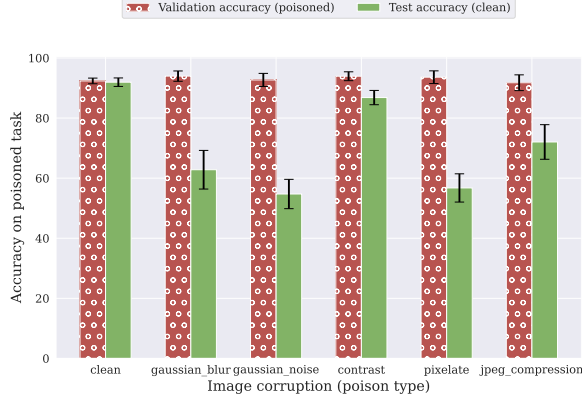 Validation accuracy (poisoned) Test accuracy (clean)
100
80
60
40
20
0
Accuracy on poisoned task
clean gaussian_blur gaussian_noise contrast pixelate jpeg_compression
Image corruption (poison type)